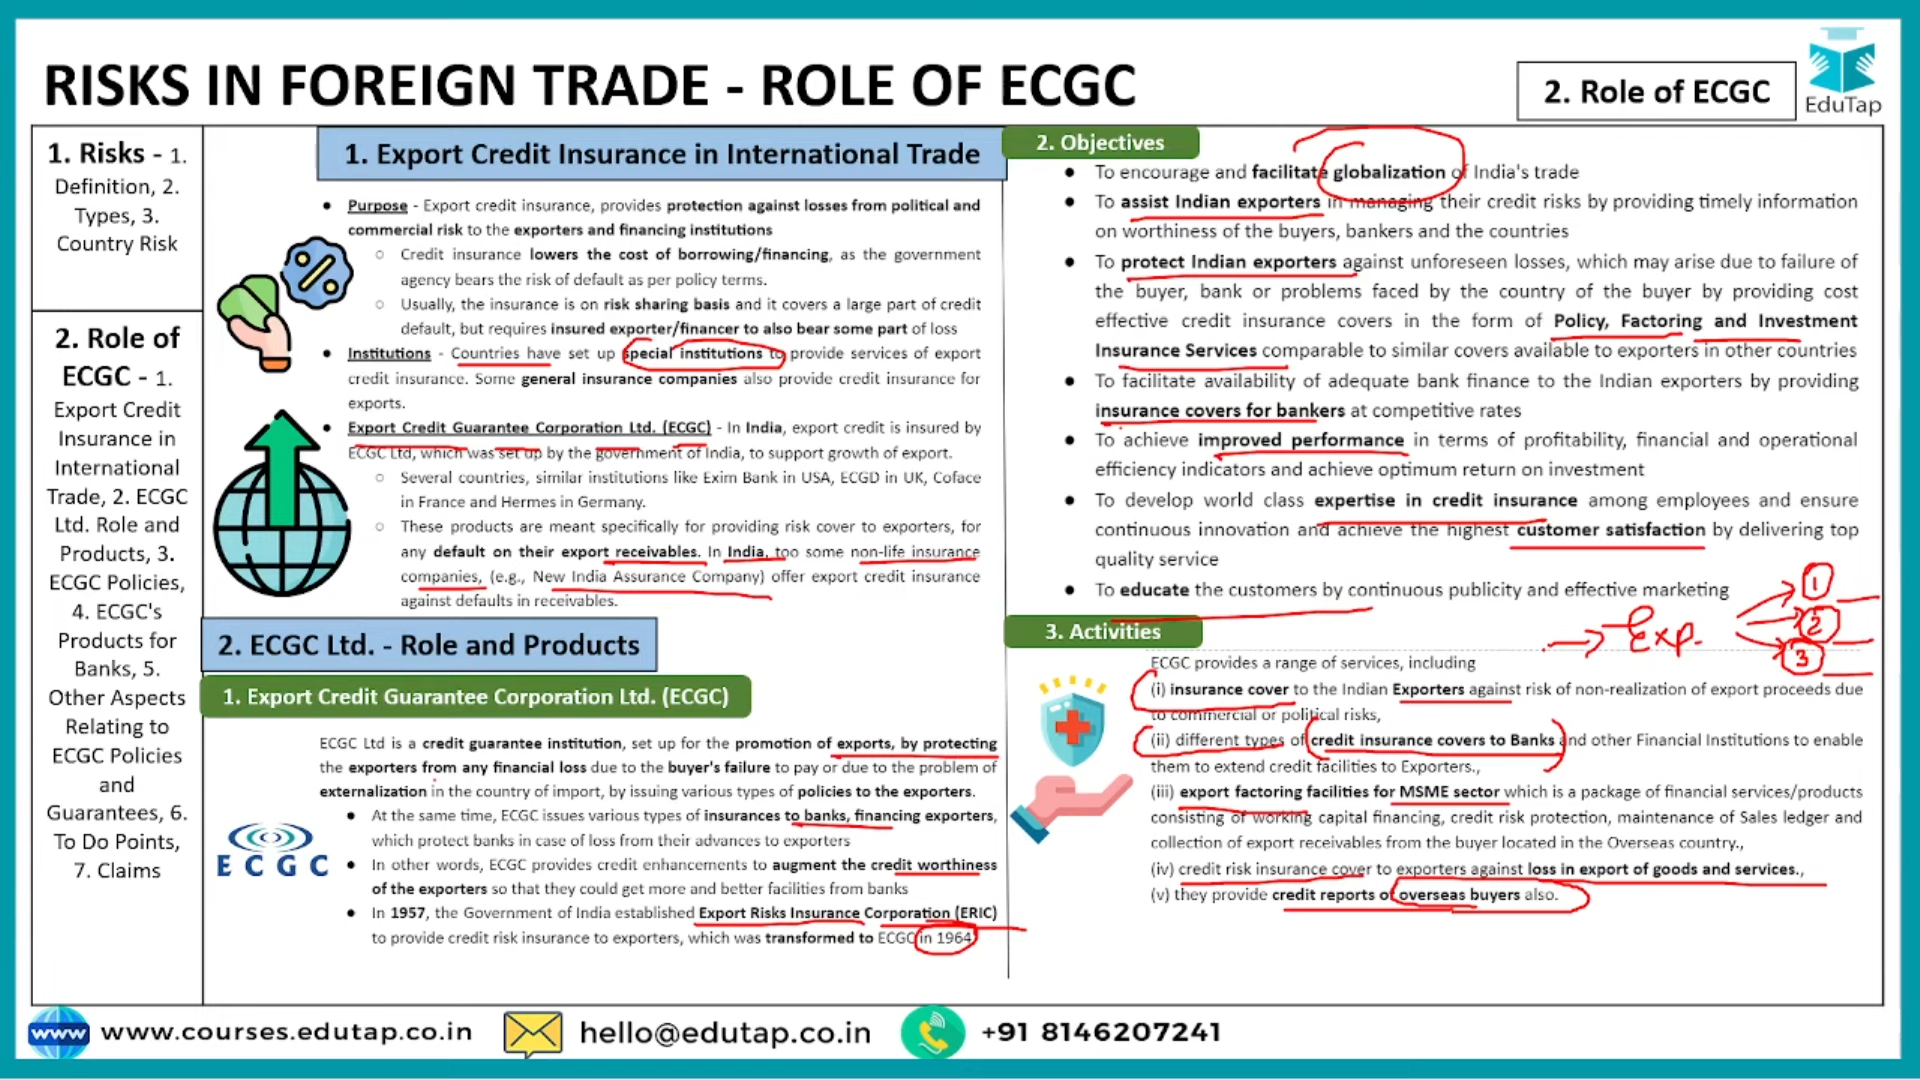 RISKS IN FOREIGN TRADE - ROLE OF ECGC
2. Role of ECGC
EduTap
1. Risks - 1.
Definition, 2.
Types, 3.
Country Risk
2. Role of
ECGC - 1.
Export Credit
Insurance in
International
Trade, 2. ECGC
Ltd. Role and
Products, 3.
ECGC Policies,
4. ECGC's
Products for
Banks, 5.
Other Aspects
Relating to
ECGC Policies
and
Guarantees, 6.
To Do Points,
7. Claims
1. Export Credit Insurance in International Trade
● Purpose - Export credit insurance, provides protection against losses from political and
commercial risk to the exporters and financing institutions
○ Credit insurance lowers the cost of borrowing/financing, as the government
agency bears the risk of default as per policy terms.
○ Usually, the insurance is on risk sharing basis and it covers a large part of credit
default, but requires insured exporter/financer to also bear some part of loss
● Institutions - Countries have set up special institutions to provide services of export
credit insurance. Some general insurance companies also provide credit insurance for
exports.
● Export Credit Guarantee Corporation Ltd. (ECGC) - In India, export credit is insured by
ECGC Ltd, which was set up by the government of India, to support growth of export.
○ Several countries, similar institutions like Exim Bank in USA, ECGD in UK, Coface
in France and Hermes in Germany.
○ These products are meant specifically for providing risk cover to exporters, for
any default on their export receivables. In India, too some non-life insurance
companies, (e.g., New India Assurance Company) offer export credit insurance
against defaults in receivables.
2. ECGC Ltd. - Role and Products
1. Export Credit Guarantee Corporation Ltd. (ECGC)
ECGC Ltd is a credit guarantee institution, set up for the promotion of exports, by protecting
the exporters from any financial loss due to the buyer's failure to pay or due to the problem of
externalization in the country of import, by issuing various types of policies to the exporters.
● At the same time, ECGC issues various types of insurances to banks, financing exporters,
which protect banks in case of loss from their advances to exporters
● In other words, ECGC provides credit enhancements to augment the credit worthiness
of the exporters so that they could get more and better facilities from banks
● In 1957, the Government of India established Export Risks Insurance Corporation (ERIC)
to provide credit risk insurance to exporters, which was transformed to ECGC in 1964
ECGC
2. Objectives
● To encourage and facilitate globalization of India's trade
● To assist Indian exporters in managing their credit risks by providing timely information
on worthiness of the buyers, bankers and the countries
● To protect Indian exporters against unforeseen losses, which may arise due to failure of
the buyer, bank or problems faced by the country of the buyer by providing cost
effective credit insurance covers in the form of Policy, Factoring and Investment
Insurance Services comparable to similar covers available to exporters in other countries
● To facilitate availability of adequate bank finance to the Indian exporters by providing
insurance covers for bankers at competitive rates
● To achieve improved performance in terms of profitability, financial and operational
efficiency indicators and achieve optimum return on investment
● To develop world class expertise in credit insurance among employees and ensure
continuous innovation and achieve the highest customer satisfaction by delivering top
quality service
● To educate the customers by continuous publicity and effective marketing
→ Exp.
1
2
3
3. Activities
ECGC provides a range of services, including
(i) insurance cover to the Indian Exporters against risk of non-realization of export proceeds due
to commercial or political risks,
(ii) different types of credit insurance covers to Banks and other Financial Institutions to enable
them to extend credit facilities to Exporters.,
(iii) export factoring facilities for MSME sector which is a package of financial services/products
consisting of working capital financing, credit risk protection, maintenance of Sales ledger and
collection of export receivables from the buyer located in the Overseas country.,
(iv) credit risk insurance cover to exporters against loss in export of goods and services.,
(v) they provide credit reports of overseas buyers also.
www
www.courses.edutap.co.in
hello@edutap.co.in
+91 8146207241